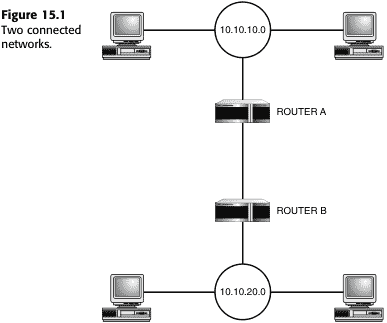 Figure 15.1
Two connected
networks.
10.10.10.0
ROUTER A
ROUTER B
10.10.20.0